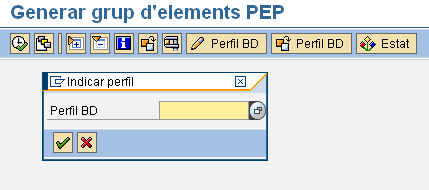 Generar grup d'elements PEP
Perfil BD Perfil BD Estat
Indicar perfil
Perfil BD